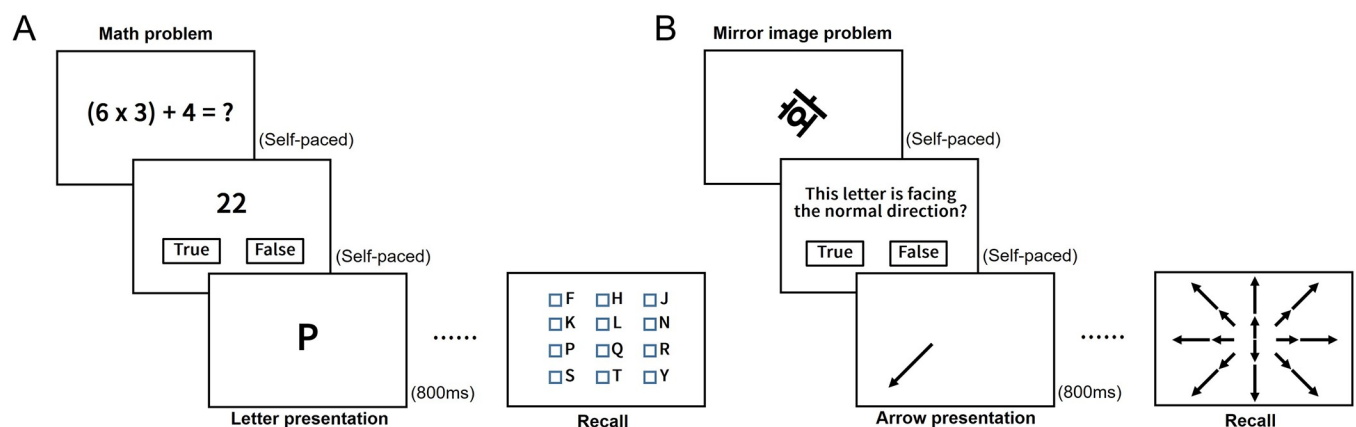 A
Math problem
(6 x 3) + 4 = ?
(Self-paced)
22
True False
(Self-paced)
P
(800ms)
Letter presentation
......
F H J
K L N
P Q R
S T Y
Recall
B
Mirror image problem
(Self-paced)
This letter is facing
the normal direction?
True False
(Self-paced)
(800ms)
Arrow presentation
......
Recall